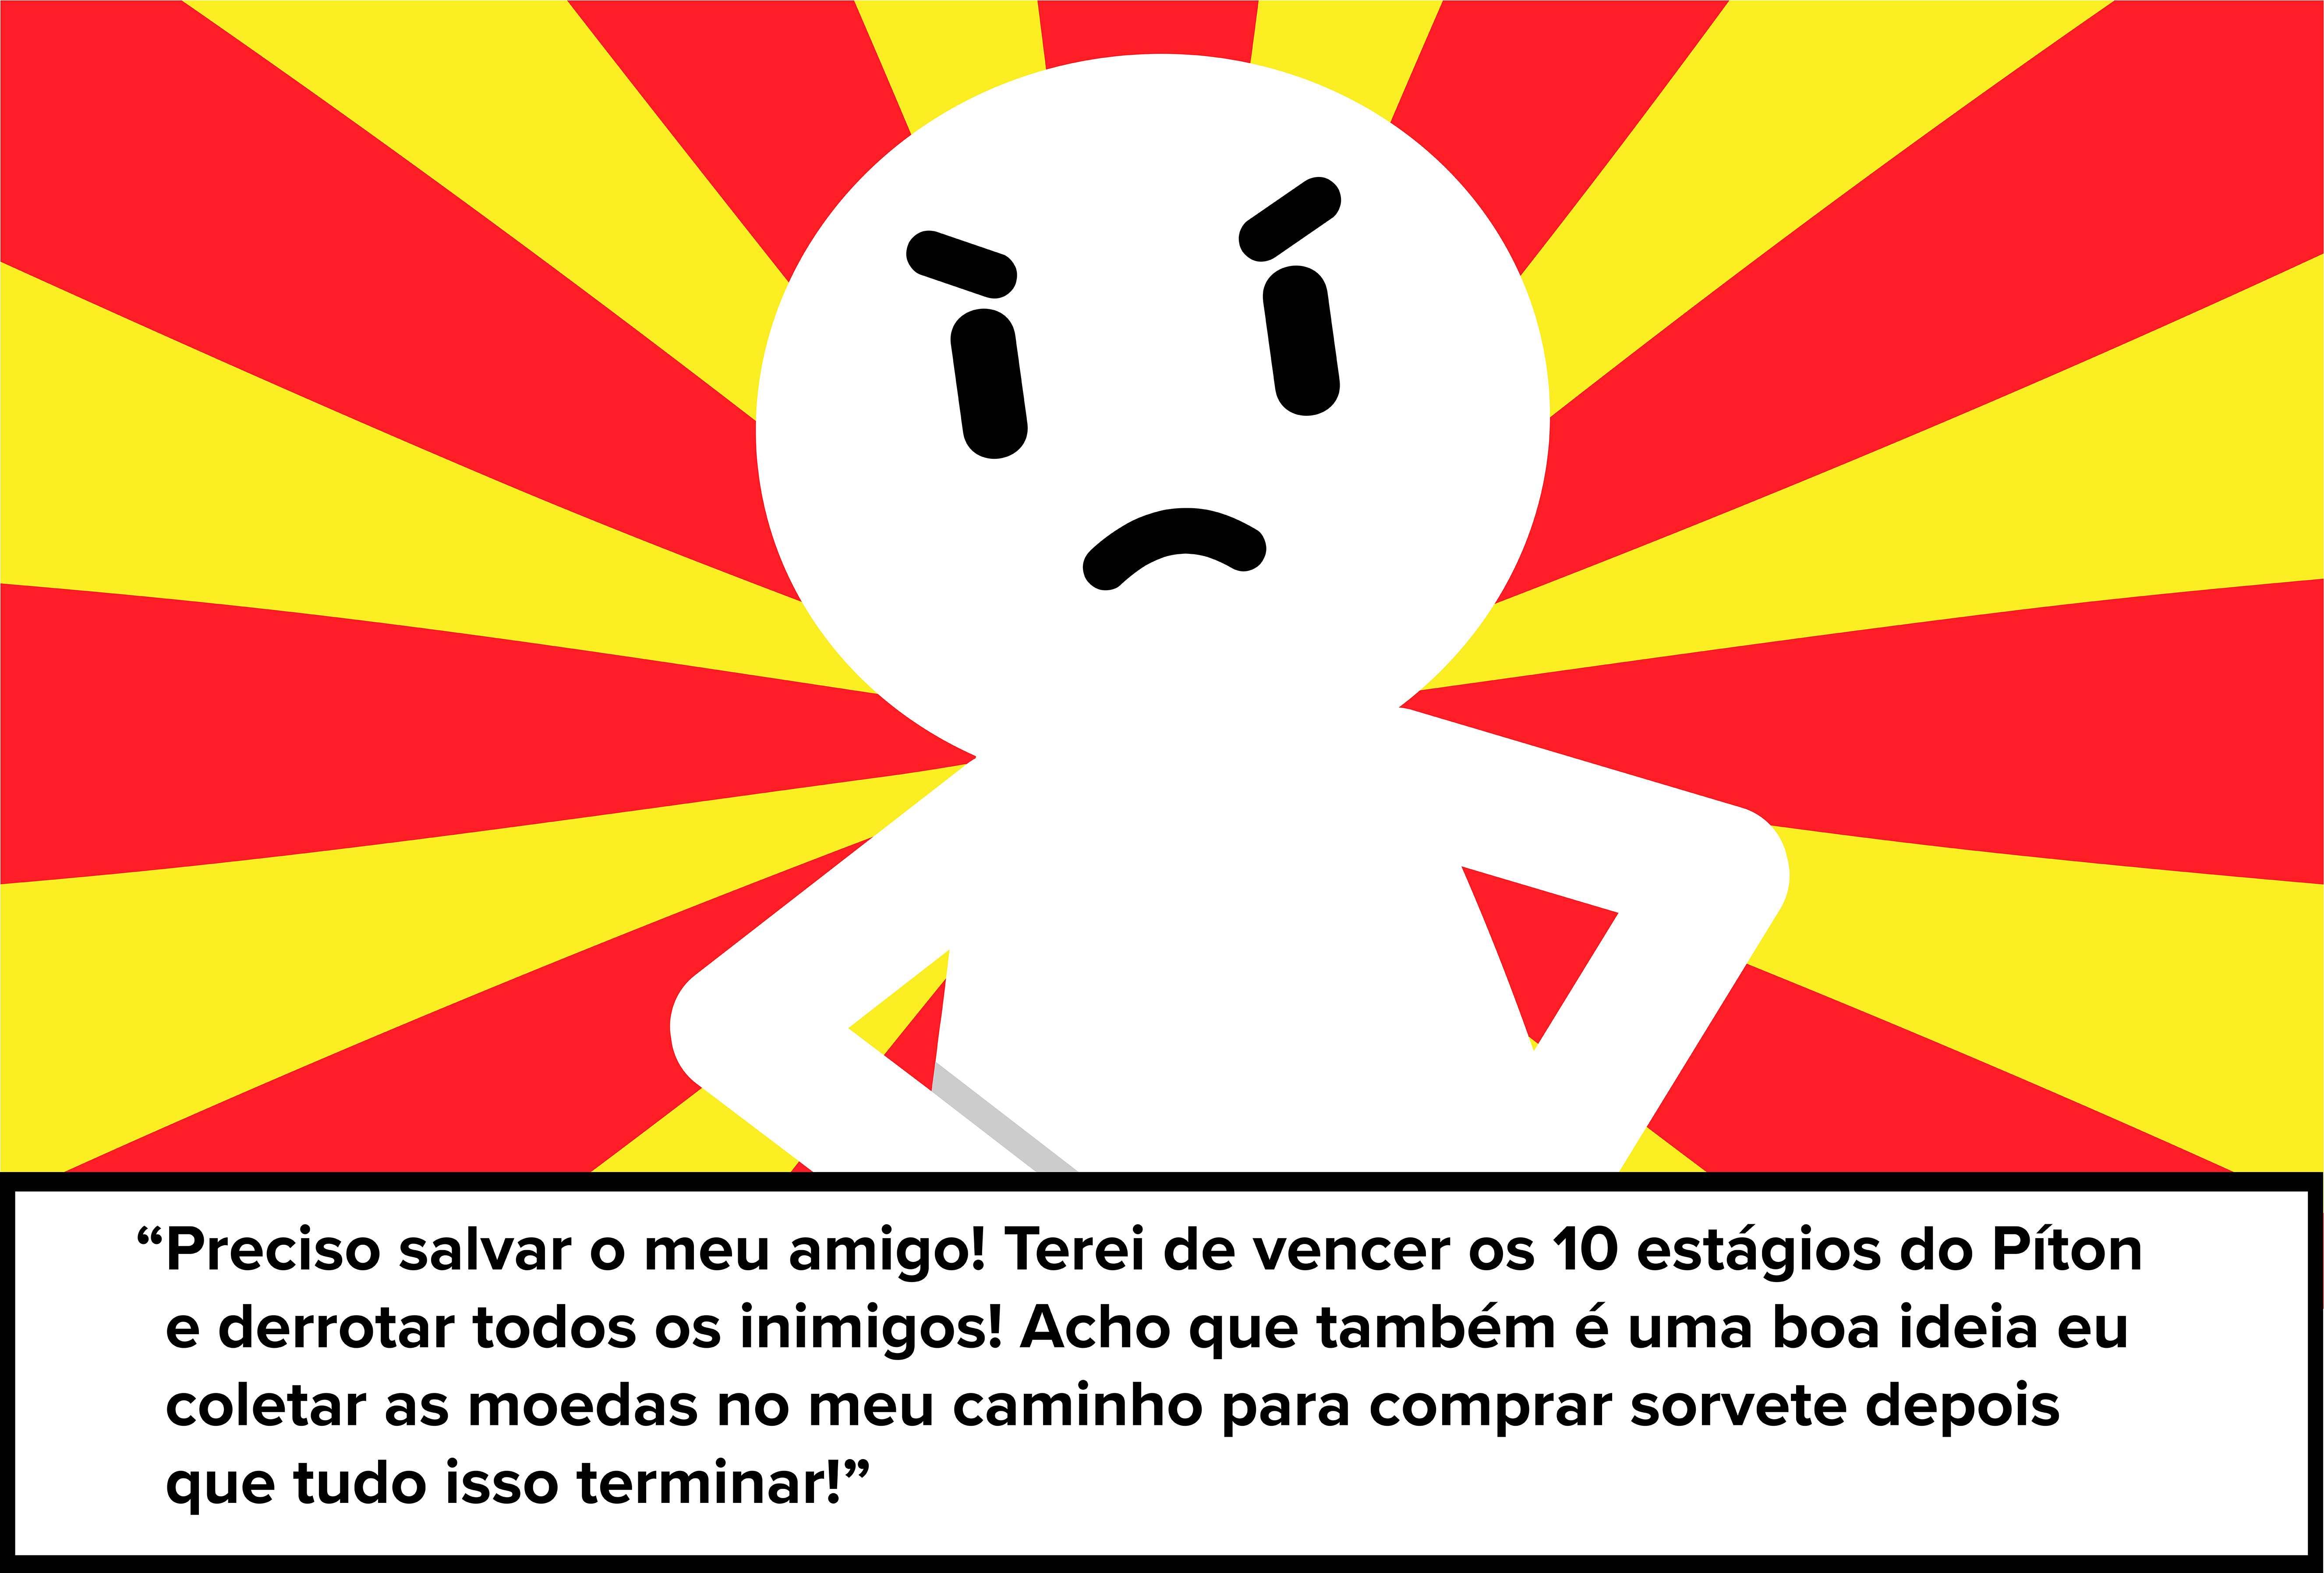 “Preciso salvar o meu amigo! Terei de vencer os 10 estágios do Píton
e derrotar todos os inimigos! Acho que também é uma boa ideia eu
coletar as moedas no meu caminho para comprar sorvete depois
que tudo isso terminar!”